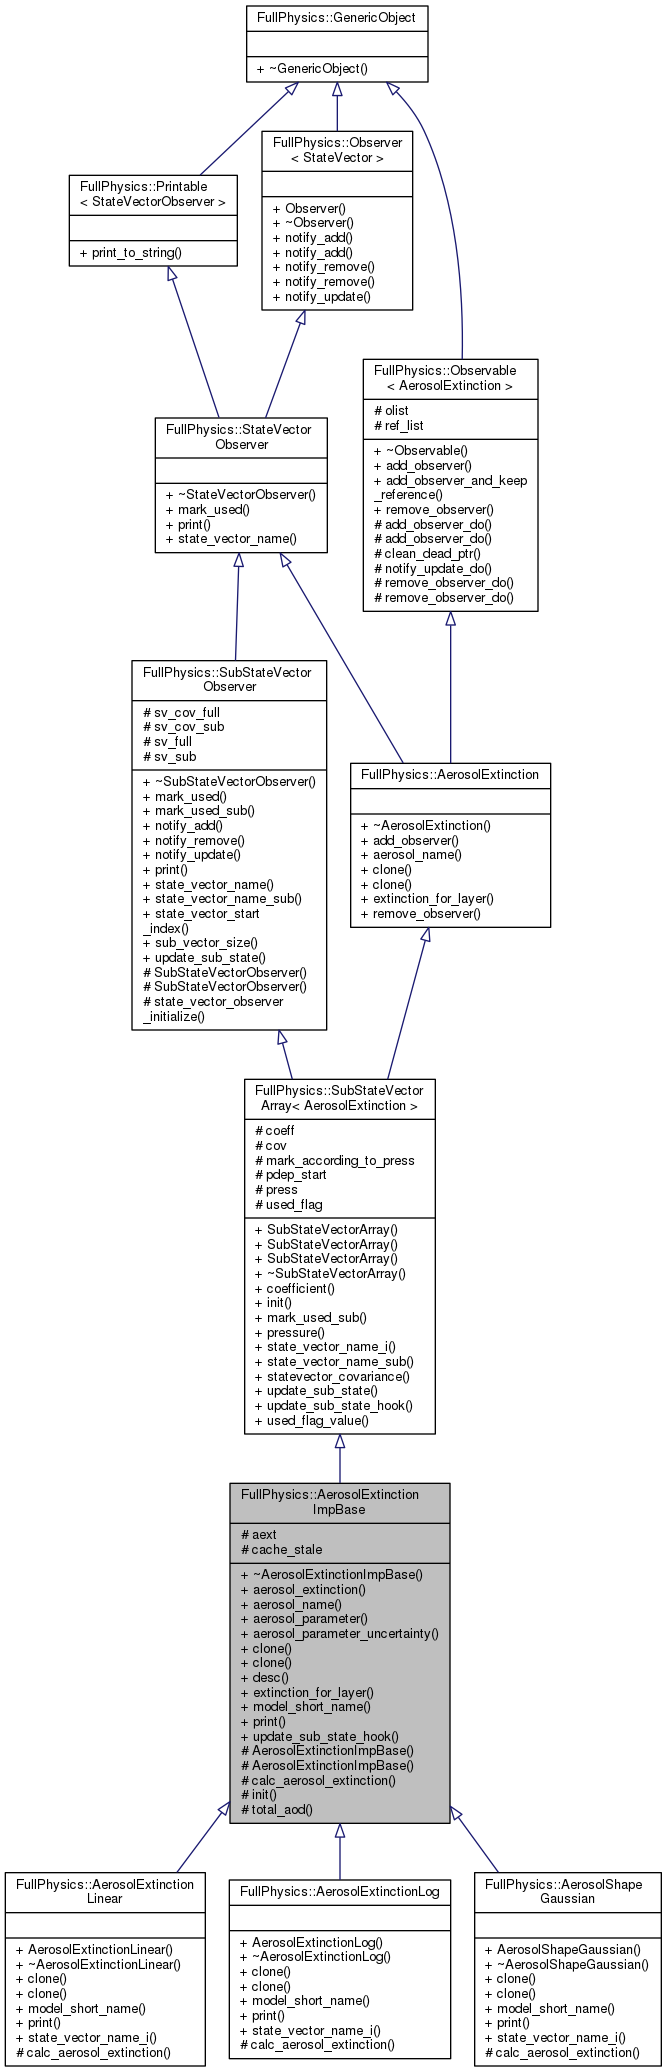 FullPhysics::GenericObject
+ ~GenericObject()
FullPhysics::Observer
< StateVector >
+ Observer()
+ ~Observer()
+ notify_add()
+ notify_add()
+ notify_remove()
+ notify_remove()
+ notify_update()
FullPhysics::Printable
< StateVectorObserver >
+ print_to_string()
FullPhysics::Observable
< AerosolExtinction >
# olist
# ref_list
+ ~Observable()
+ add_observer()
+ add_observer_and_keep
_reference()
+ remove_observer()
# add_observer_do()
# add_observer_do()
# clean_dead_ptr()
# notify_update_do()
# remove_observer_do()
# remove_observer_do()
FullPhysics::StateVector
Observer
+ ~StateVectorObserver()
+ mark_used()
+ print()
+ state_vector_name()
FullPhysics::SubStateVector
Observer
# sv_cov_full
# sv_cov_sub
# sv_full
# sv_sub
+ ~SubStateVectorObserver()
+ mark_used()
+ mark_used_sub()
+ notify_add()
+ notify_remove()
+ notify_update()
+ print()
+ state_vector_name()
+ state_vector_name_sub()
+ state_vector_start
_index()
+ sub_vector_size()
+ update_sub_state()
# SubStateVectorObserver()
# SubStateVectorObserver()
# state_vector_observer
_initialize()
FullPhysics::AerosolExtinction
+ ~AerosolExtinction()
+ add_observer()
+ aerosol_name()
+ clone()
+ clone()
+ extinction_for_layer()
+ remove_observer()
FullPhysics::SubStateVector
Array< AerosolExtinction >
# coeff
# cov
# mark_according_to_press
# pdep_start
# press
# used_flag
+ SubStateVectorArray()
+ SubStateVectorArray()
+ SubStateVectorArray()
+ ~SubStateVectorArray()
+ coefficient()
+ init()
+ mark_used_sub()
+ pressure()
+ state_vector_name_i()
+ state_vector_name_sub()
+ statevector_covariance()
+ update_sub_state()
+ update_sub_state_hook()
+ used_flag_value()
FullPhysics::AerosolExtinction
ImpBase
# aext
# cache_stale
+ ~AerosolExtinctionImpBase()
+ aerosol_extinction()
+ aerosol_name()
+ aerosol_parameter()
+ aerosol_parameter_uncertainty()
+ clone()
+ clone()
+ desc()
+ extinction_for_layer()
+ model_short_name()
+ print()
+ update_sub_state_hook()
# AerosolExtinctionImpBase()
# AerosolExtinctionImpBase()
# calc_aerosol_extinction()
# init()
# total_aod()
FullPhysics::AerosolExtinction
Linear
+ AerosolExtinctionLinear()
+ ~AerosolExtinctionLinear()
+ clone()
+ clone()
+ model_short_name()
+ print()
+ state_vector_name_i()
# calc_aerosol_extinction()
FullPhysics::AerosolExtinctionLog
+ AerosolExtinctionLog()
+ ~AerosolExtinctionLog()
+ clone()
+ clone()
+ model_short_name()
+ print()
+ state_vector_name_i()
# calc_aerosol_extinction()
FullPhysics::AerosolShape
Gaussian
+ AerosolShapeGaussian()
+ ~AerosolShapeGaussian()
+ clone()
+ clone()
+ model_short_name()
+ print()
+ state_vector_name_i()
# calc_aerosol_extinction()